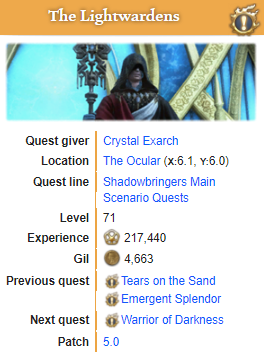 The Lightwardens
Quest giver Crystal Exarch
Location The Ocular (x:6.1, Y:6.0)
Quest line Shadowbringers Main
Scenario Quests
Level 71
Experience 217,440
Gil 4,663
Previous quest Tears on the Sand
Emergent Splendor
Next quest Warrior of Darkness
Patch 5.0